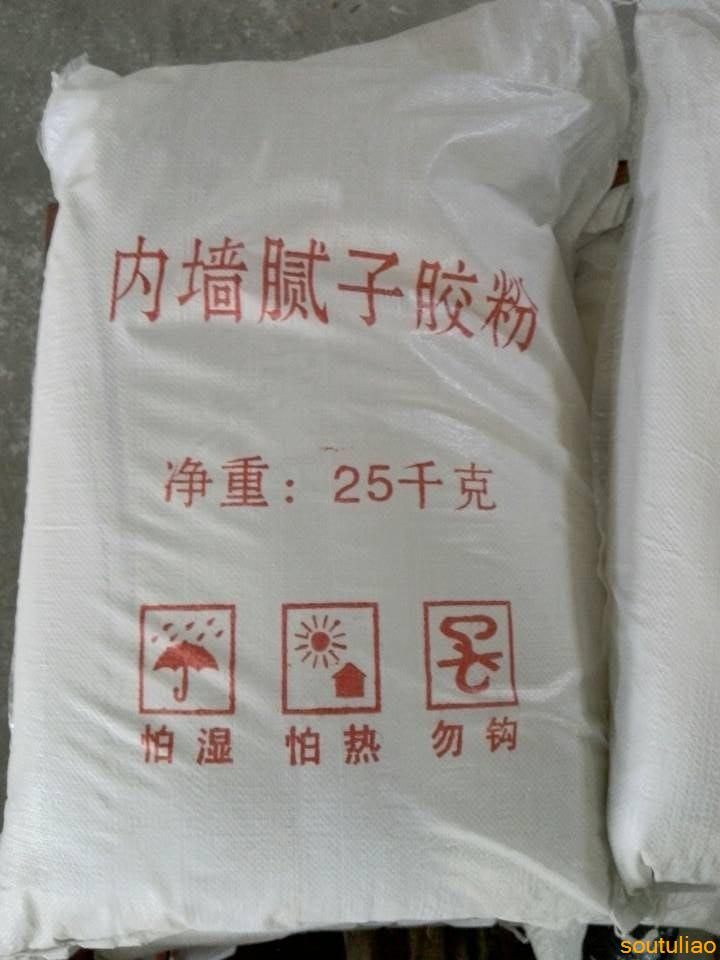 内墙腻子胶粉
净重：25千克
怕湿 怕热 勿钩
soutuliao